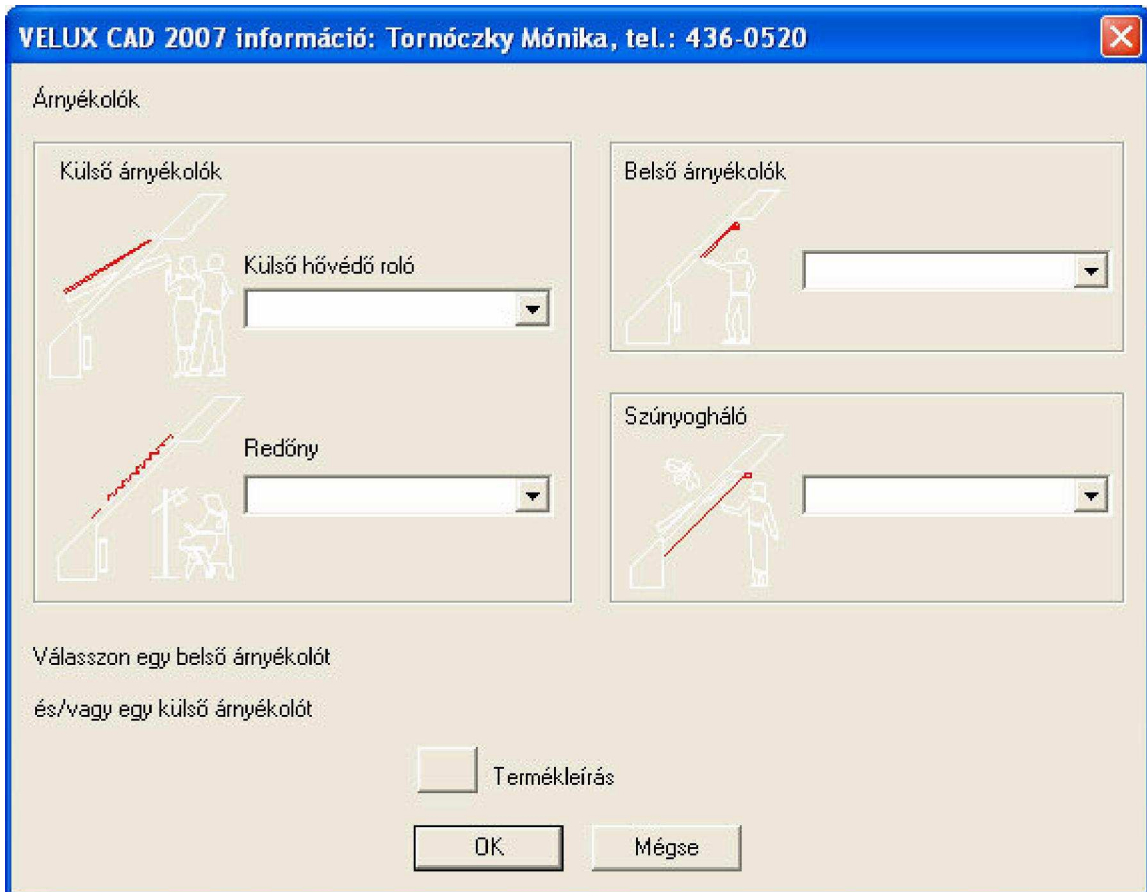 VELUX CAD 2007 információ: Tornóczky Mónika, tel.: 436-0520
Árnyékolók
Külső árnyékolók
Külső hővédő roló
Redőny
Belső árnyékolók
Szúnyogháló
Válasszon egy belső árnyékolót
és/vagy egy külső árnyékolót
Termékleírás
OK
Mégse